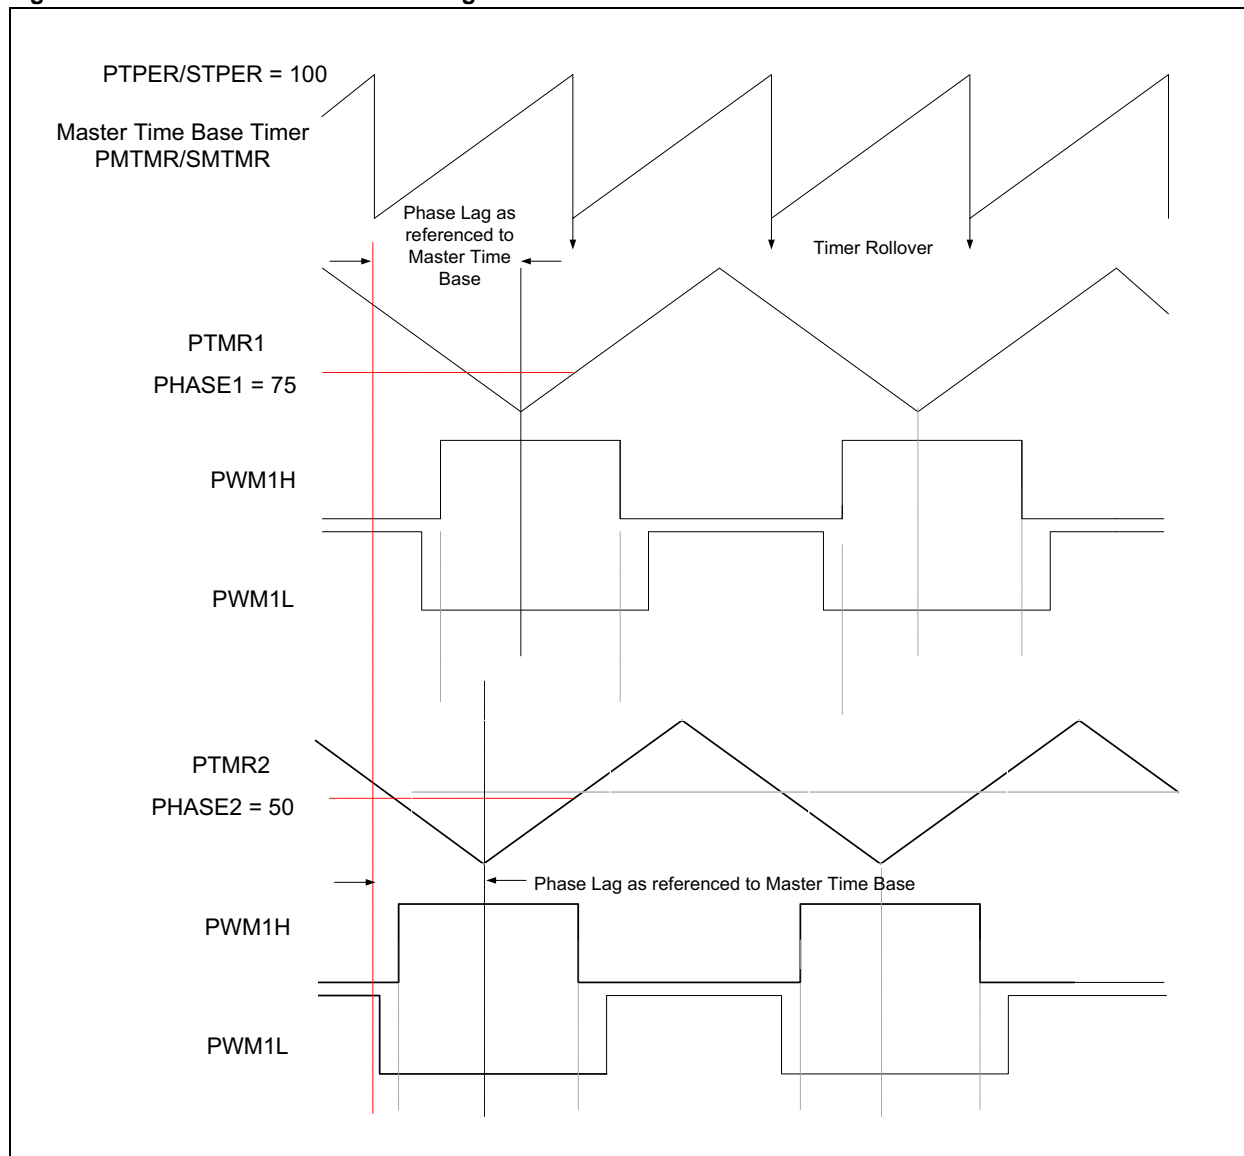 PTPER/STPER = 100
Master Time Base Timer
PMTMR/SMTMR
Phase Lag as
referenced to
Master Time
Base
Timer Rollover
PTMR1
PHASE1 = 75
PWM1H
PWM1L
PTMR2
PHASE2 = 50
Phase Lag as referenced to Master Time Base
PWM1H
PWM1L